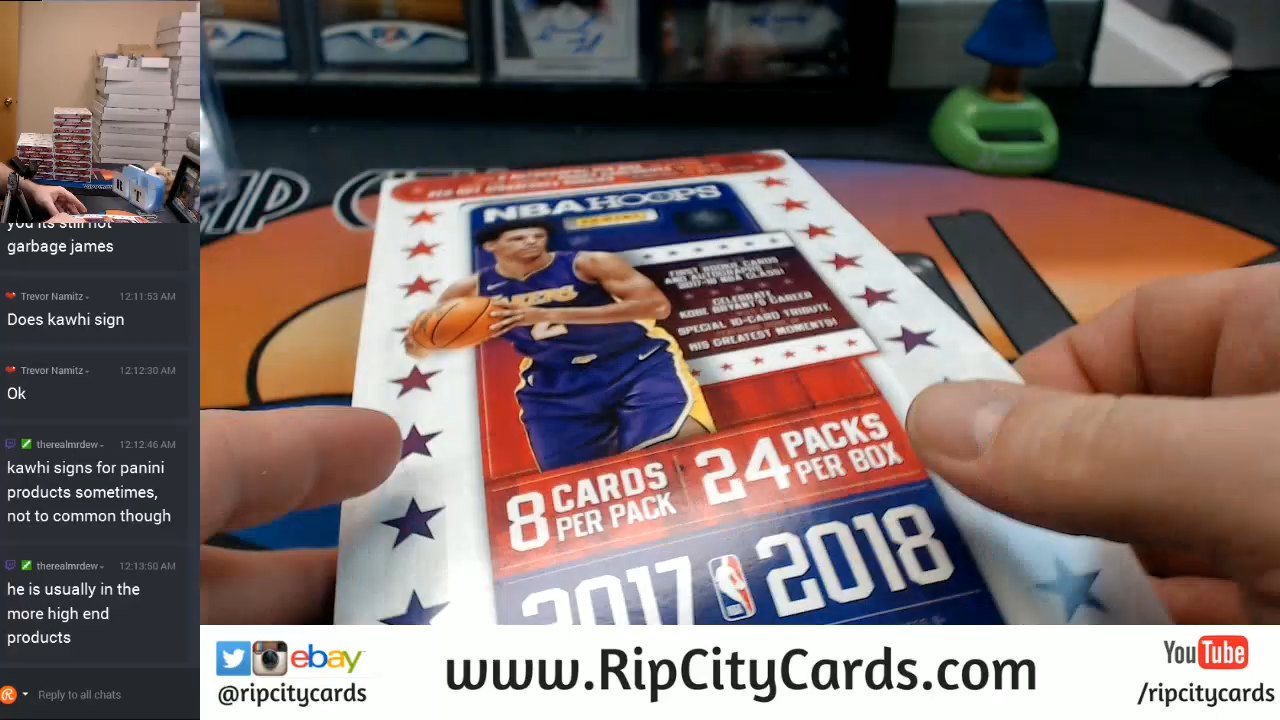 you its still not
garbage james
Trevor Namitz
12:11:53 AM
Does kawhi sign
Trevor Namitz
12:12:30 AM
Ok
therealmrdew
12:12:46 AM
kawhi signs for panini
products sometimes,
not to common though
therealmrdew
12:13:50 AM
he is usually in the
more high end
products
Reply to all chats
RIP C
NBA HOOPS
PANINI
FIRST ROOKIE CARDS
AND AUTOGRAPHS
2017-18 NBA CLASS!
CELEBRATE
KOBE BRYANT'S CAREER
SPECIAL 10-CARD TRIBUTE
HIS GREATEST MOMENTS!
LAKERS
2
8 CARDS PER PACK
24 PACKS PER BOX
2017 2018
ebay
@ripcitycards
www.RipCityCards.com
YouTube
/ripcitycards